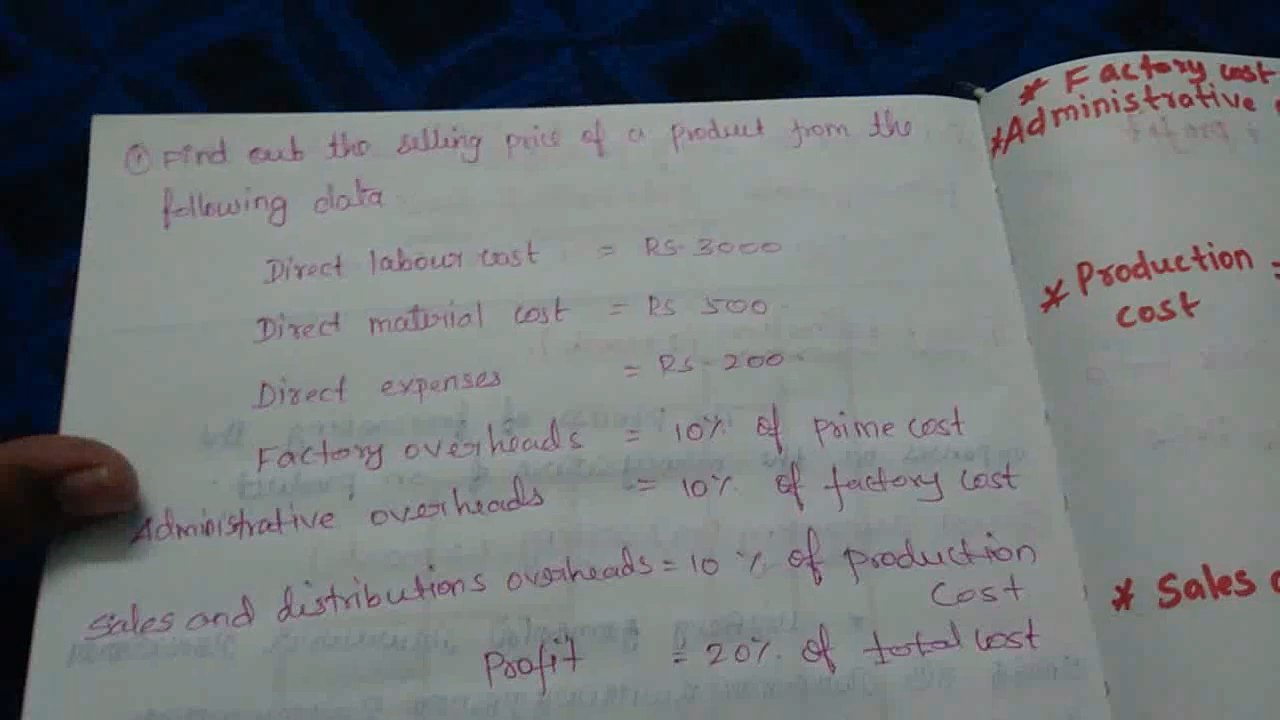 ① Find out the selling price of a product from the
following data
Direct labour cost = Rs. 3000
Direct material cost = Rs 500
Direct expenses = Rs. 200
Factory overheads = 10% of prime cost
Administrative overheads = 10% of factory cost
Sales and distributions overheads = 10 % of production
cost
Profit = 20% of total cost
* Factory cost
* Administrative
* Production =
cost
* Sales